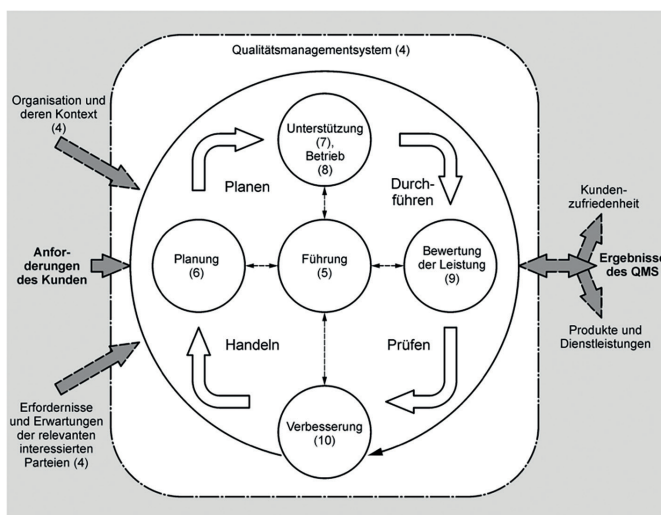 Qualitätsmanagementsystem (4)
Organisation und
deren Kontext
(4)
Unterstützung
(7),
Betrieb
(8)
Planen
Durch-
führen
Kunden-
zufriedenheit
Anfor-
derungen
des Kunden
Planung
(6)
Führung
(5)
Bewertung
der Leistung
(9)
Ergebnisse
des QMS
Handeln
Prüfen
Produkte und
Dienstleistungen
Erfordernisse
und Erwartungen
der relevanten
interessierten
Parteien (4)
Verbesserung
(10)